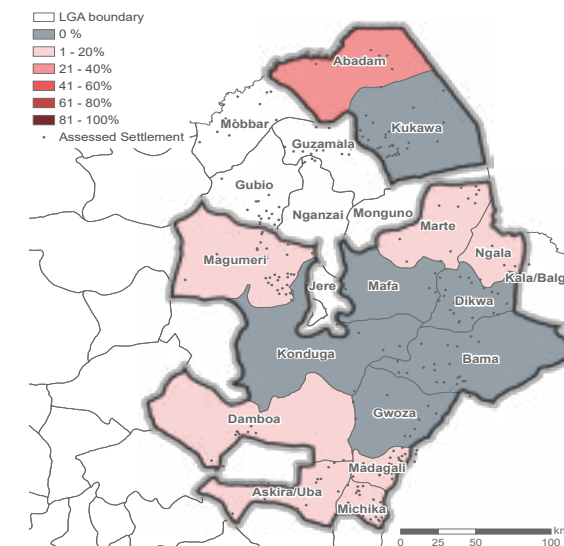 LGA boundary
0 %
1 - 20%
21 - 40%
41 - 60%
61 - 80%
81 - 100%
Assessed Settlement
Abadam
Mobbar
Kukawa
Guzamala
Gubio
Nganzai
Monguno
Marte
Magumeri
Ngala
Jere
Mafa
Kala/Balg
Dikwa
Konduga
Bama
Damboa
Gwoza
Madagali
Askira/Uba
Michika
km
0 25 50 100